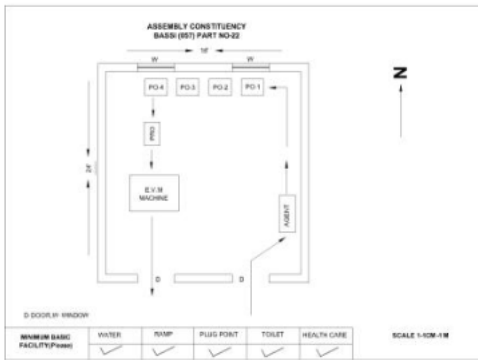 ASSEMBLY CONSTITUENCY
BASSI (057) PART NO-22
16'
W W
N
PO-4 PO-3 PO-2 PO-1
PRO
24'
E.V.M
MACHINE
AGENT
D D
D-DOOR,W- WINDOW
MINIMUM BASIC
FACILITY(Please)
WATER RAMP PLUG POINT TOILET HEALTH CARE
SCALE 1-1CM -1M